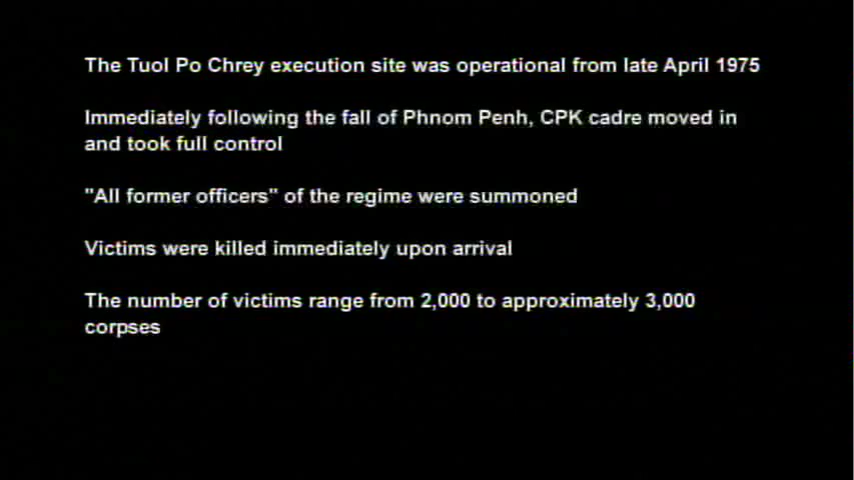 The Tuol Po Chrey execution site was operational from late April 1975
Immediately following the fall of Phnom Penh, CPK cadre moved in
and took full control
"All former officers" of the regime were summoned
Victims were killed immediately upon arrival
The number of victims range from 2,000 to approximately 3,000
corpses